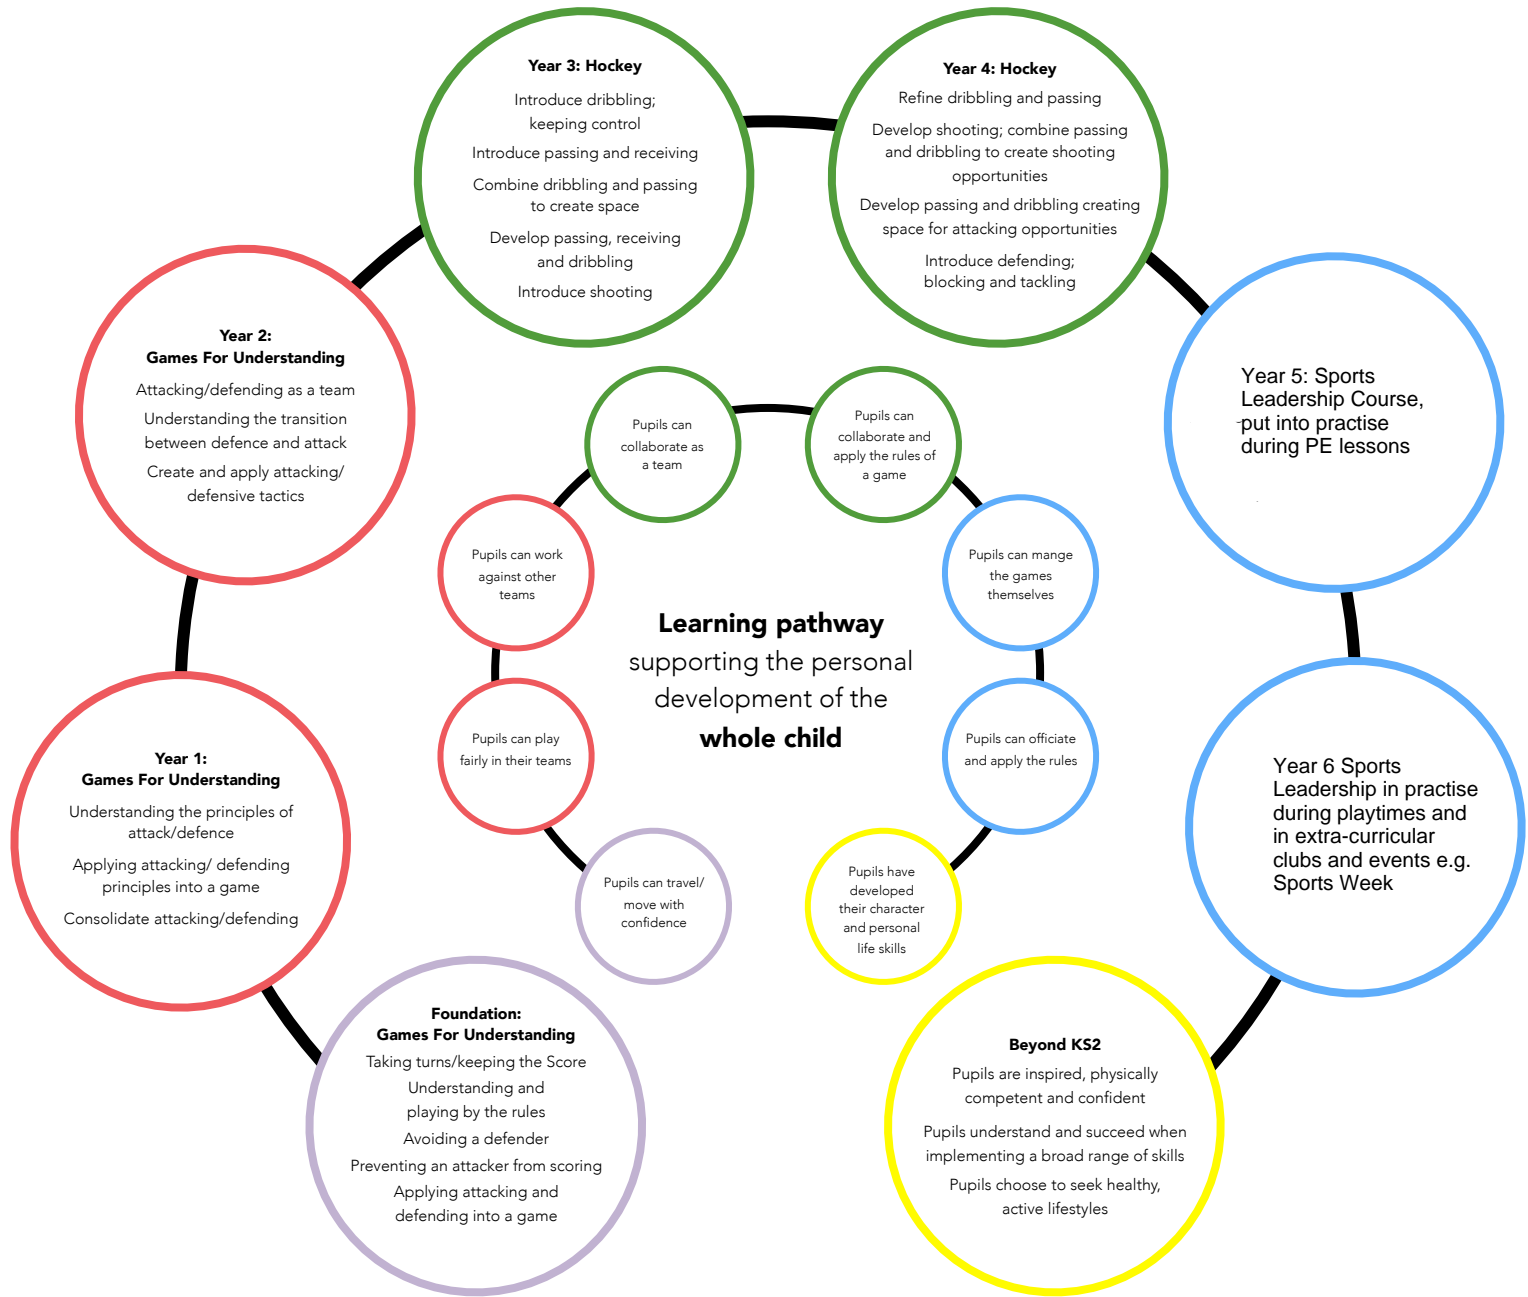 Year 3: Hockey
Introduce dribbling;
keeping control
Introduce passing and receiving
Combine dribbling and passing
to create space
Develop passing, receiving
and dribbling
Introduce shooting
Year 4: Hockey
Refine dribbling and passing
Develop shooting; combine passing
and dribbling to create shooting
opportunities
Develop passing and dribbling creating
space for attacking opportunities
Introduce defending;
blocking and tackling
Year 2:
Games For Understanding
Attacking/defending as a team
Understanding the transition
between defence and attack
Create and apply attacking/
defensive tactics
Year 5: Sports
Leadership Course,
put into practise
during PE lessons
Pupils can
collaborate as
a team
Pupils can
collaborate and
apply the rules of
a game
Pupils can work
against other
teams
Pupils can mange
the games
themselves
Learning pathway
supporting the personal
development of the
whole child
Pupils can play
fairly in their teams
Pupils can officiate
and apply the rules
Year 1:
Games For Understanding
Understanding the principles of
attack/defence
Applying attacking/ defending
principles into a game
Consolidate attacking/defending
Year 6 Sports
Leadership in practise
during playtimes and
in extra-curricular
clubs and events e.g.
Sports Week
Pupils can travel/
move with
confidence
Pupils have
developed
their character
and personal
life skills
Foundation:
Games For Understanding
Taking turns/keeping the Score
Understanding and
playing by the rules
Avoiding a defender
Preventing an attacker from scoring
Applying attacking and
defending into a game
Beyond KS2
Pupils are inspired, physically
competent and confident
Pupils understand and succeed when
implementing a broad range of skills
Pupils choose to seek healthy,
active lifestyles